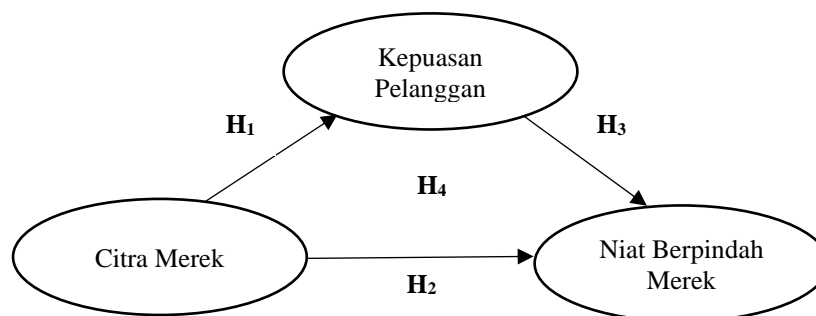 Kepuasan
Pelanggan
H₁
H₃
H₄
Citra Merek
Niat Berpindah
Merek
H₂